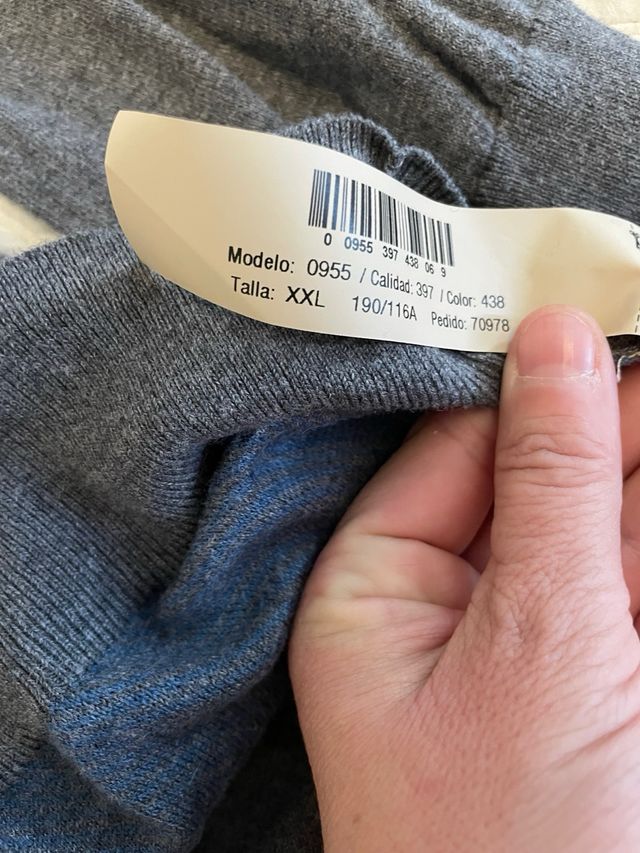 0 0955 397 438 06 9
Modelo: 0955 / Calidad: 397 / Color: 438
Talla: XXL 190/116A Pedido: 70978